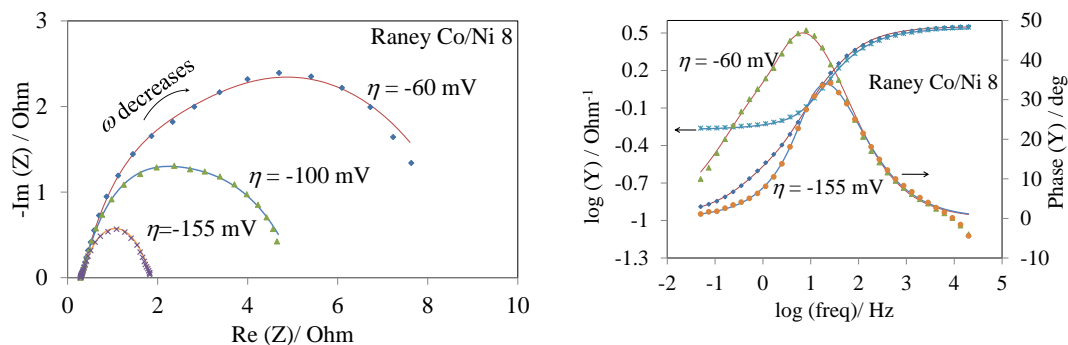 -Im (Z) / Ohm
3
2
1
0
Raney Co/Ni 8
ω decreases
η = -60 mV
η = -100 mV
η=-155 mV
0 2 4 6 8 10
Re (Z)/ Ohm
log (Y) / Ohm⁻¹
0.5
0.2
-0.1
-0.4
-0.7
-1
-1.3
η = -60 mV
Raney Co/Ni 8
η = -155 mV
50
40
30
20
10
0
-10
Phase (Y) / deg
-2 -1 0 1 2 3 4 5
log (freq)/ Hz